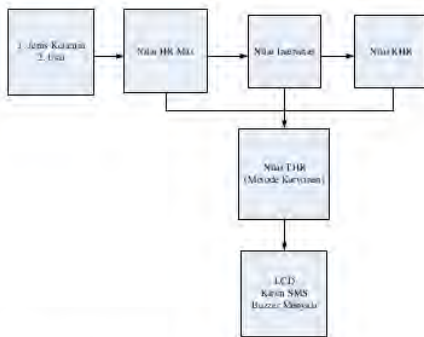 1. Jenis Kelamin
2. Usia
Nilai HR Max
Nilai Intensitas
Nilai RHR
Nilai THR
(Metode Karvonen)
LCD
Kirim SMS
Buzzer Menyala